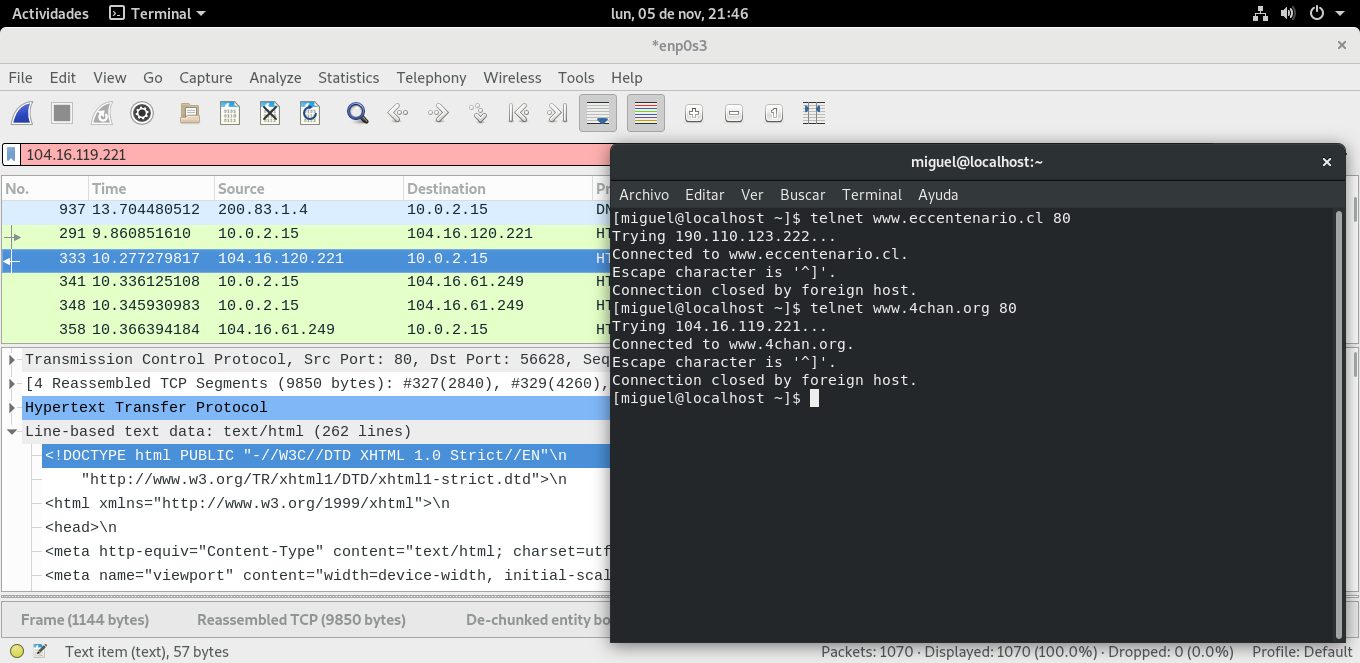 Actividades Terminal lun, 05 de nov, 21:46
*enp0s3
File Edit View Go Capture Analyze Statistics Telephony Wireless Tools Help
104.16.119.221
No. Time Source Destination
937 13.704480512 200.83.1.4 10.0.2.15
291 9.860851610 10.0.2.15 104.16.120.221
333 10.277279817 104.16.120.221 10.0.2.15
341 10.336125108 10.0.2.15 104.16.61.249
348 10.345930983 10.0.2.15 104.16.61.249
358 10.366394184 104.16.61.249 10.0.2.15
Transmission Control Protocol, Src Port: 80, Dst Port: 56628, Seq
[4 Reassembled TCP Segments (9850 bytes): #327(2840), #329(4260),
Hypertext Transfer Protocol
Line-based text data: text/html (262 lines)
<!DOCTYPE html PUBLIC "-//W3C//DTD XHTML 1.0 Strict//EN"\n
"http://www.w3.org/TR/xhtml1/DTD/xhtml1-strict.dtd">\n
<html xmlns="http://www.w3.org/1999/xhtml">\n
<head>\n
<meta http-equiv="Content-Type" content="text/html; charset=utf
<meta name="viewport" content="width=device-width, initial-scal
Frame (1144 bytes) Reassembled TCP (9850 bytes) De-chunked entity bo
Text item (text), 57 bytes Packets: 1070 · Displayed: 1070 (100.0%) · Dropped: 0 (0.0%) Profile: Default
miguel@localhost:~
Archivo Editar Ver Buscar Terminal Ayuda
[miguel@localhost ~]$ telnet www.eccentenario.cl 80
Trying 190.110.123.222...
Connected to www.eccentenario.cl.
Escape character is '^]'.
Connection closed by foreign host.
[miguel@localhost ~]$ telnet www.4chan.org 80
Trying 104.16.119.221...
Connected to www.4chan.org.
Escape character is '^]'.
Connection closed by foreign host.
[miguel@localhost ~]$